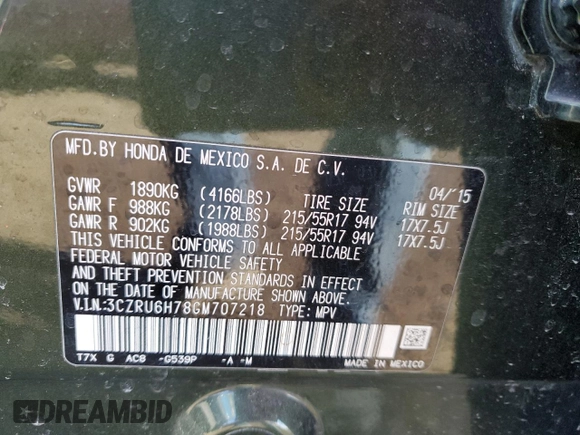 MFD.BY HONDA DE MEXICO S.A. DE C.V.
04/'15
GVWR 1890KG (4166LBS) TIRE SIZE RIM SIZE
GAWR F 988KG (2178LBS) 215/55R17 94V 17X7.5J
GAWR R 902KG (1988LBS) 215/55R17 94V 17X7.5J
THIS VEHICLE CONFORMS TO ALL APPLICABLE
FEDERAL MOTOR VEHICLE SAFETY
AND THEFT PREVENTION STANDARDS IN EFFECT
ON THE DATE OF MANUFACTURE SHOWN ABOVE.
V.I.N:3CZRU6H78GM707218 TYPE: MPV
T7X G AC8 -G539P -A -M
MADE IN MEXICO
DREAMBID